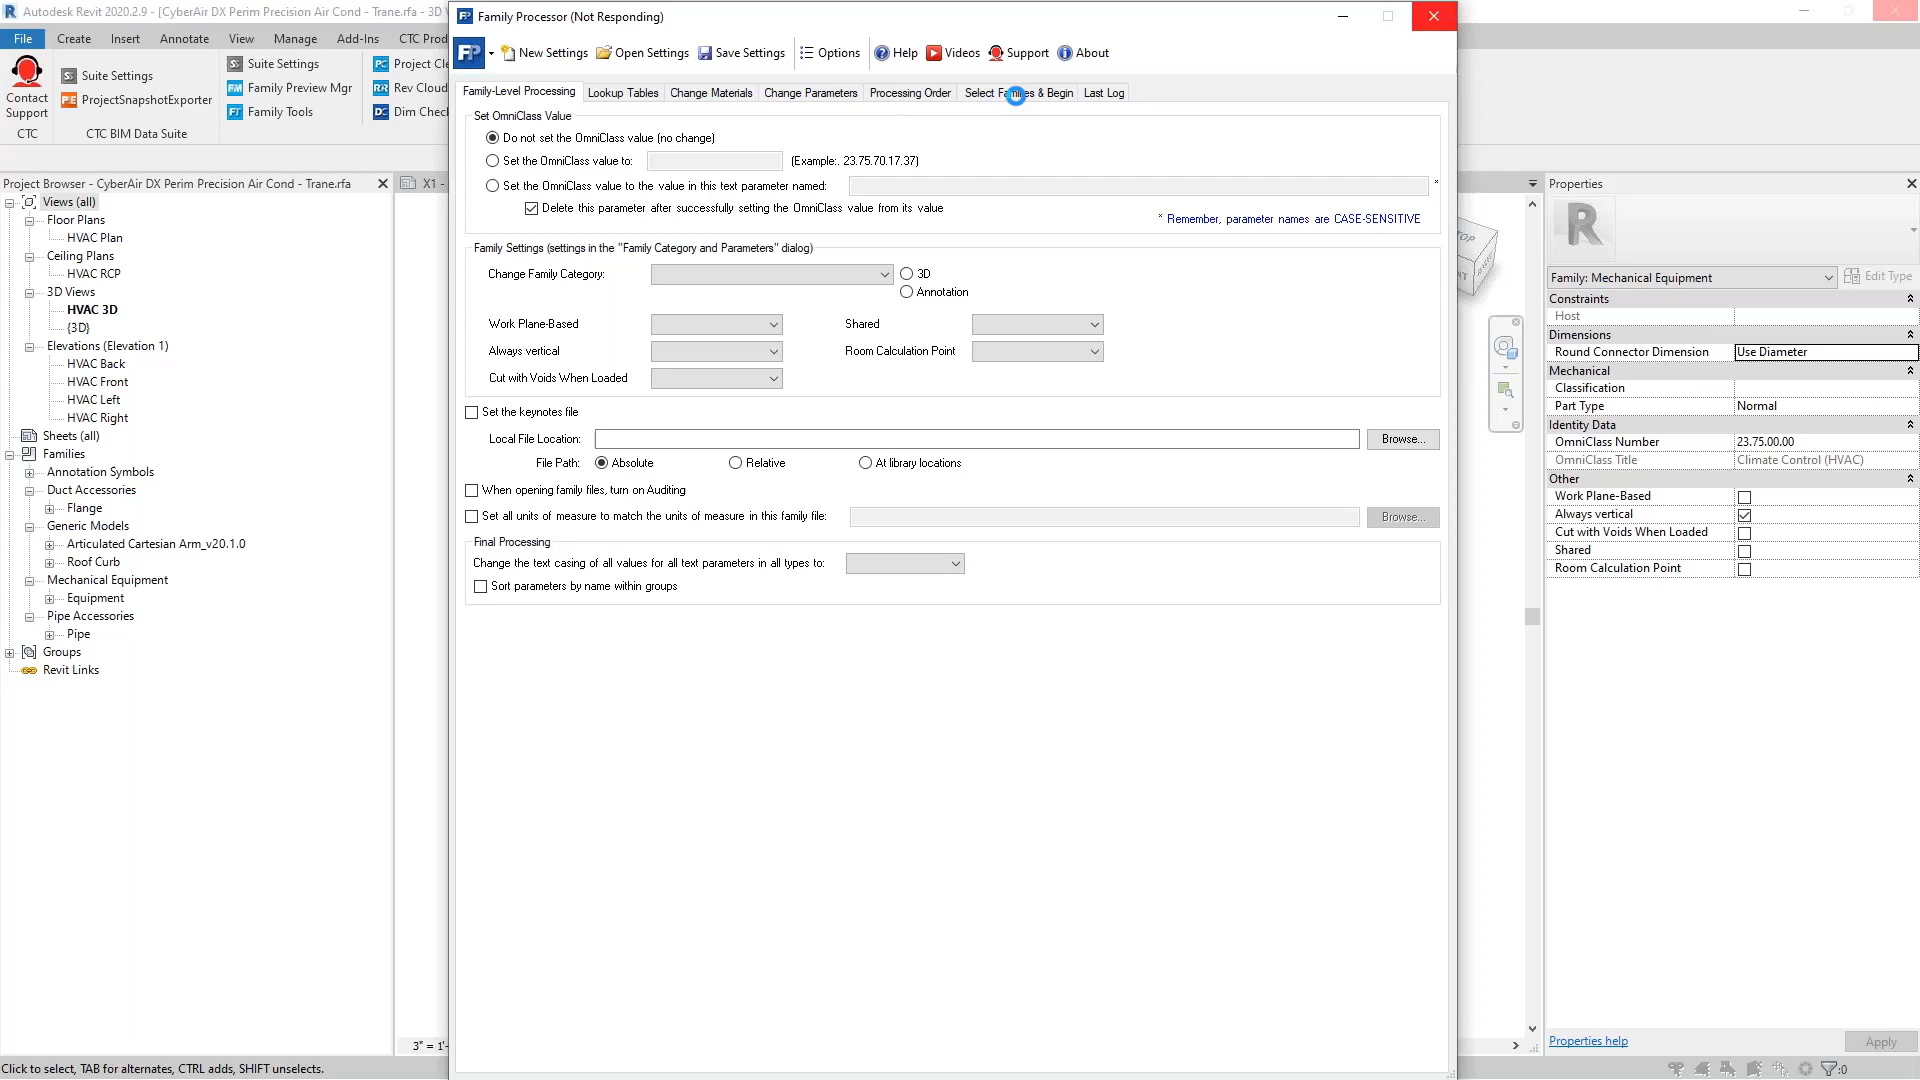 Autodesk Revit 2020.2.9 - [CyberAir DX Perim Precision Air Cond - Trane.rfa - 3D V
File
Create
Insert
Annotate
View
Manage
Add-Ins
CTC Prod
Contact
Support
CTC
Suite Settings
ProjectSnapshotExporter
CTC BIM Data Suite
Suite Settings
Family Preview Mgr
Family Tools
Project Cle
Rev Cloud
Dim Check
Project Browser - CyberAir DX Perim Precision Air Cond - Trane.rfa
X1 -
Views (all)
Floor Plans
HVAC Plan
Ceiling Plans
HVAC RCP
3D Views
HVAC 3D
{3D}
Elevations (Elevation 1)
HVAC Back
HVAC Front
HVAC Left
HVAC Right
Sheets (all)
Families
Annotation Symbols
Duct Accessories
Flange
Generic Models
Articulated Cartesian Arm_v20.1.0
Roof Curb
Mechanical Equipment
Equipment
Pipe Accessories
Pipe
Groups
Revit Links
3" = 1'-
Click to select, TAB for alternates, CTRL adds, SHIFT unselects.
Family Processor (Not Responding)
FP
New Settings
Open Settings
Save Settings
Options
Help
Videos
Support
About
Family-Level Processing
Lookup Tables
Change Materials
Change Parameters
Processing Order
Select Families & Begin
Last Log
Set OmniClass Value
Do not set the OmniClass value (no change)
Set the OmniClass value to:
(Example:. 23.75.70.17.37)
Set the OmniClass value to the value in this text parameter named:
*
Delete this parameter after successfully setting the OmniClass value from its value
* Remember, parameter names are CASE-SENSITIVE
Family Settings (settings in the "Family Category and Parameters" dialog)
Change Family Category:
3D
Annotation
Work Plane-Based
Shared
Always vertical
Room Calculation Point
Cut with Voids When Loaded
Set the keynotes file
Local File Location:
Browse...
File Path:
Absolute
Relative
At library locations
When opening family files, turn on Auditing
Set all units of measure to match the units of measure in this family file:
Browse...
Final Processing
Change the text casing of all values for all text parameters in all types to:
Sort parameters by name within groups
Properties
R
Family: Mechanical Equipment
Edit Type
Constraints
Host
Dimensions
Round Connector Dimension
Use Diameter
Mechanical
Classification
Part Type
Normal
Identity Data
OmniClass Number
23.75.00.00
OmniClass Title
Climate Control (HVAC)
Other
Work Plane-Based
Always vertical
Cut with Voids When Loaded
Shared
Room Calculation Point
Properties help
Apply
:0